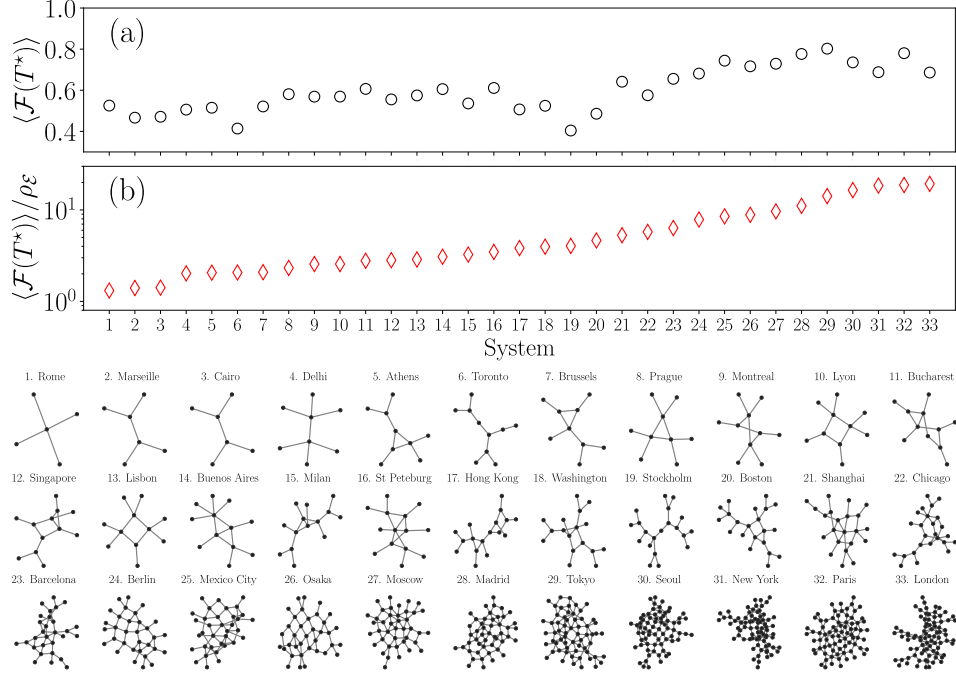 1.0
0.8
0.6
0.4
⟨F(T⋆)⟩
(a)
10¹
10⁰
⟨F(T⋆)⟩/ρ_ℰ
(b)
1 2 3 4 5 6 7 8 9 10 11 12 13 14 15 16 17 18 19 20 21 22 23 24 25 26 27 28 29 30 31 32 33
System
1. Rome 2. Marseille 3. Cairo 4. Delhi 5. Athens 6. Toronto 7. Brussels 8. Prague 9. Montreal 10. Lyon 11. Bucharest
12. Singapore 13. Lisbon 14. Buenos Aires 15. Milan 16. St Peteburg 17. Hong Kong 18. Washington 19. Stockholm 20. Boston 21. Shanghai 22. Chicago
23. Barcelona 24. Berlin 25. Mexico City 26. Osaka 27. Moscow 28. Madrid 29. Tokyo 30. Seoul 31. New York 32. Paris 33. London